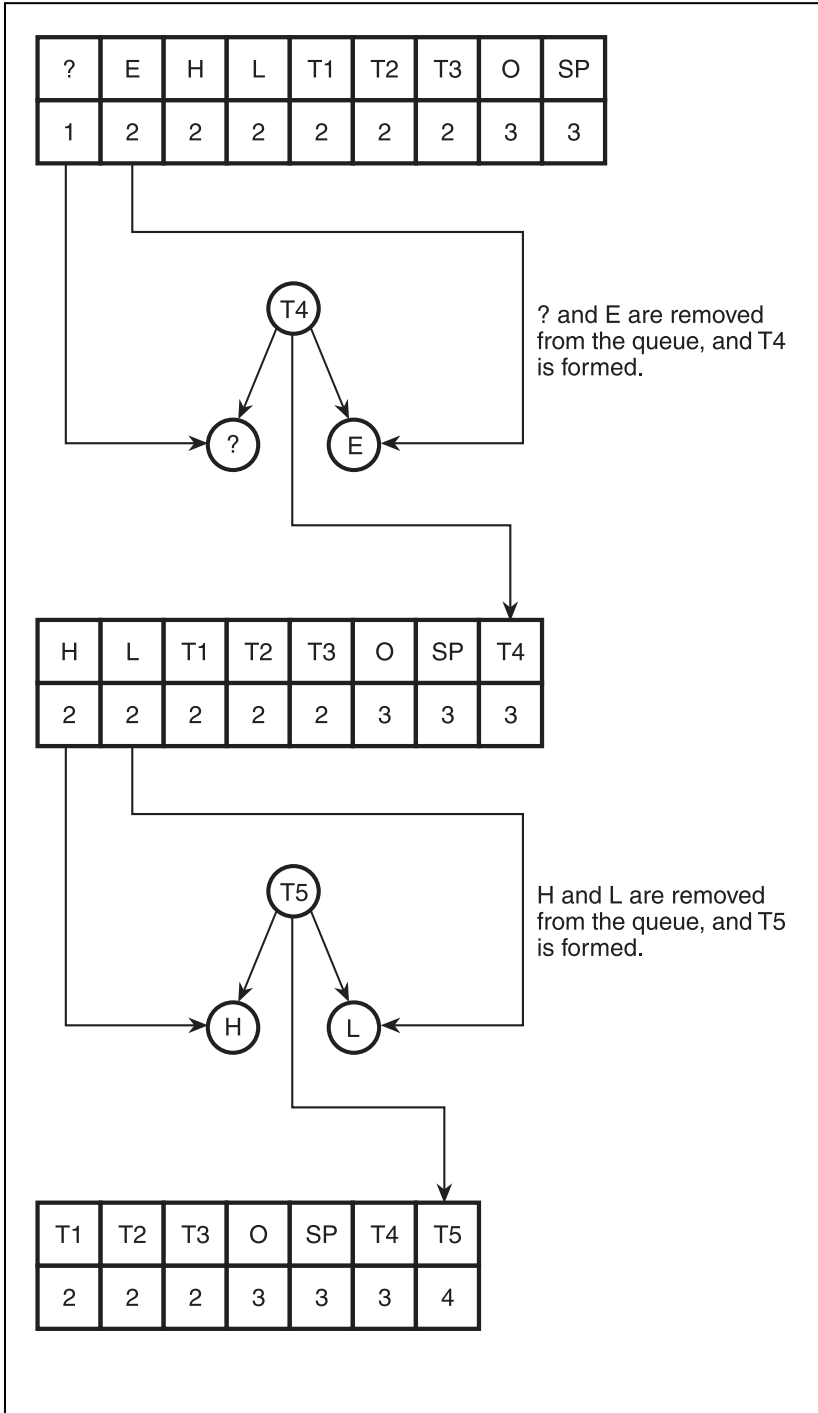 ? E H L T1 T2 T3 O SP
1 2 2 2 2 2 2 3 3
T4
? and E are removed
from the queue, and T4
is formed.
? E
H L T1 T2 T3 O SP T4
2 2 2 2 2 3 3 3
T5
H and L are removed
from the queue, and T5
is formed.
H L
T1 T2 T3 O SP T4 T5
2 2 2 3 3 3 4